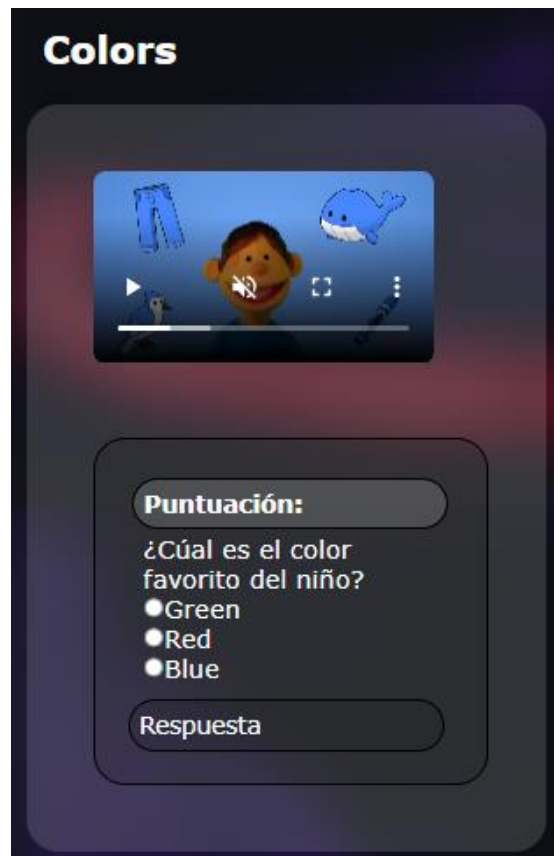 Colors
Puntuación:
¿Cúal es el color
favorito del niño?
Green
Red
Blue
Respuesta